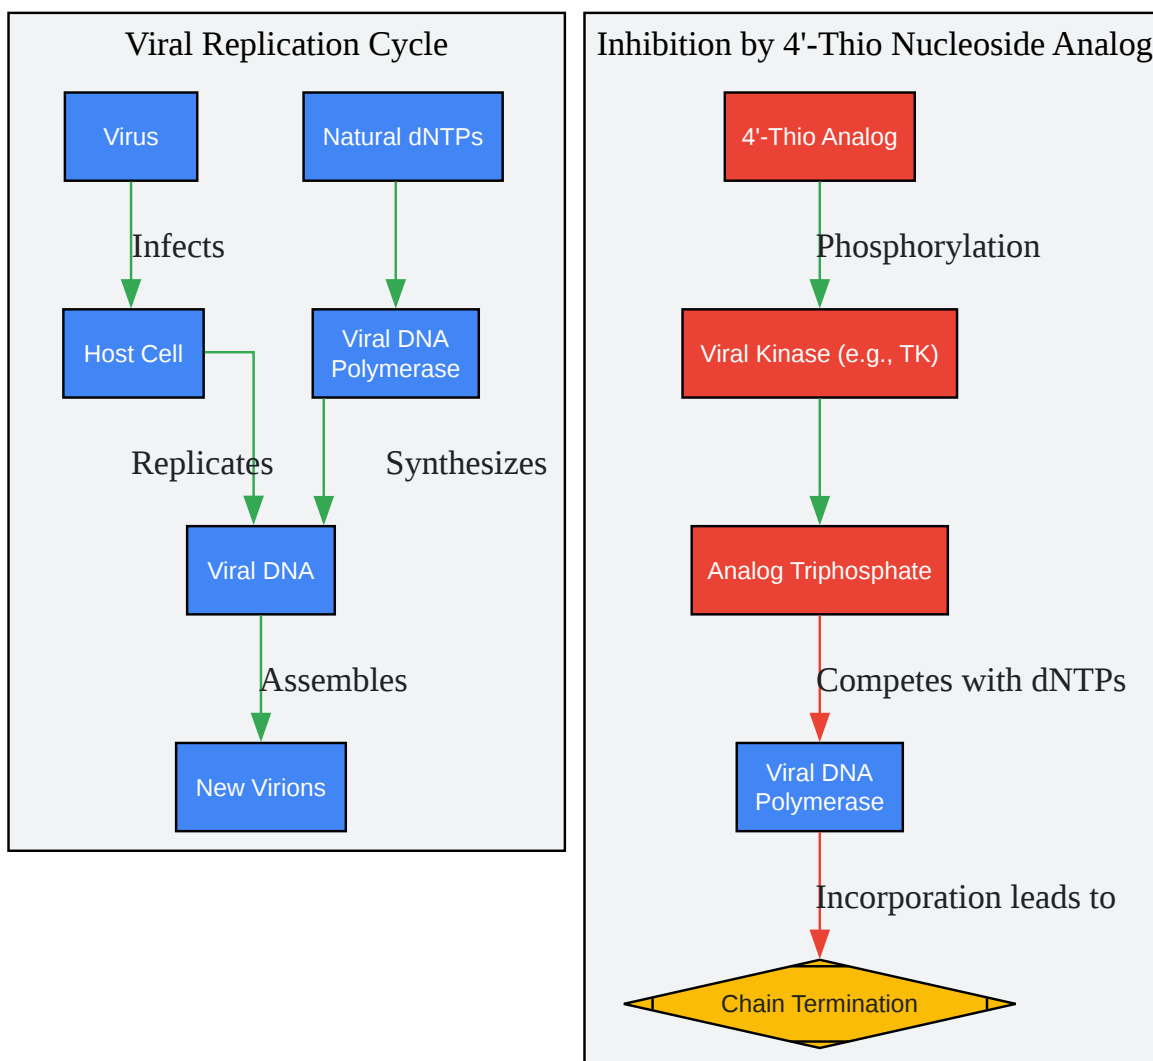 Viral Replication Cycle
Virus
Natural dNTPs
Infects
Host Cell
Viral DNA
Polymerase
Replicates
Synthesizes
Viral DNA
Assembles
New Virions
Inhibition by 4'-Thio Nucleoside Analog
4'-Thio Analog
Phosphorylation
Viral Kinase (e.g., TK)
Analog Triphosphate
Competes with dNTPs
Viral DNA
Polymerase
Incorporation leads to
Chain Termination